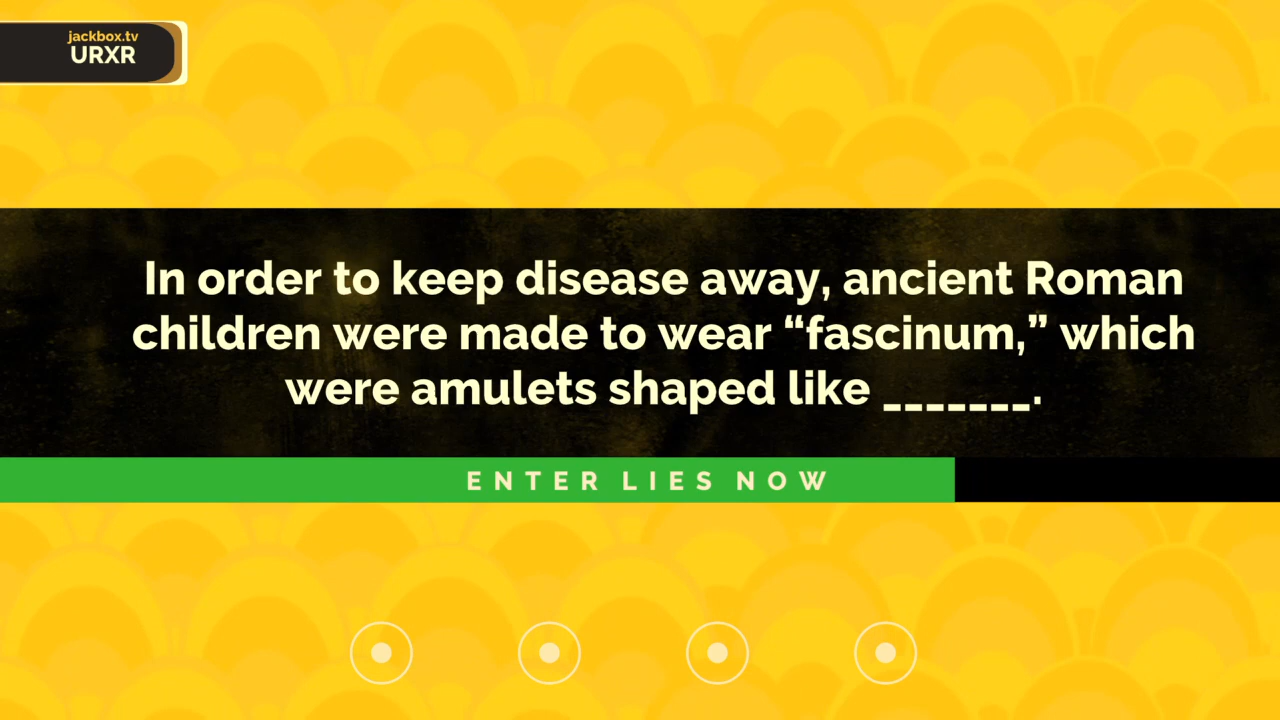 jackbox.tv
URXR
In order to keep disease away, ancient Roman
children were made to wear “fascinum,” which
were amulets shaped like _______.
ENTER LIES NOW